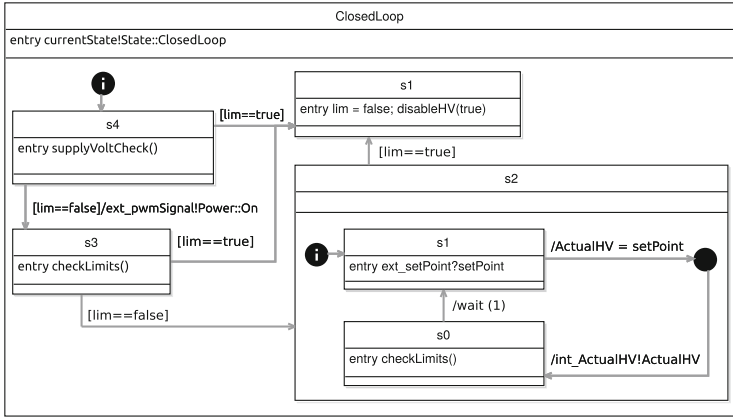 ClosedLoop
entry currentState!State::ClosedLoop
i
s4
entry supplyVoltCheck()
[lim==true]
s1
entry lim = false; disableHV(true)
[lim==true]
[lim==false]/ext_pwmSignal!Power::On
s3
entry checkLimits()
[lim==true]
[lim==false]
s2
i
s1
entry ext_setPoint?setPoint
/ActualHV = setPoint
/wait (1)
s0
entry checkLimits()
/int_ActualHV!ActualHV